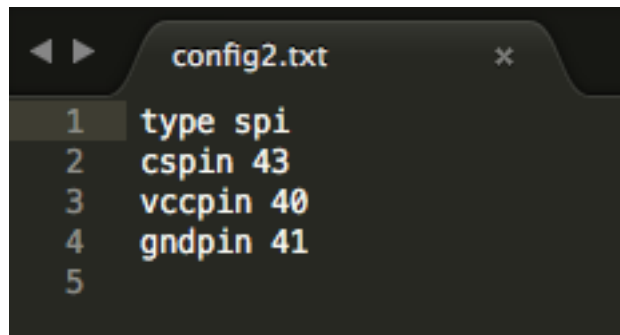 config2.txt
1 type spi
2 cspin 43
3 vccpin 40
4 gndpin 41
5